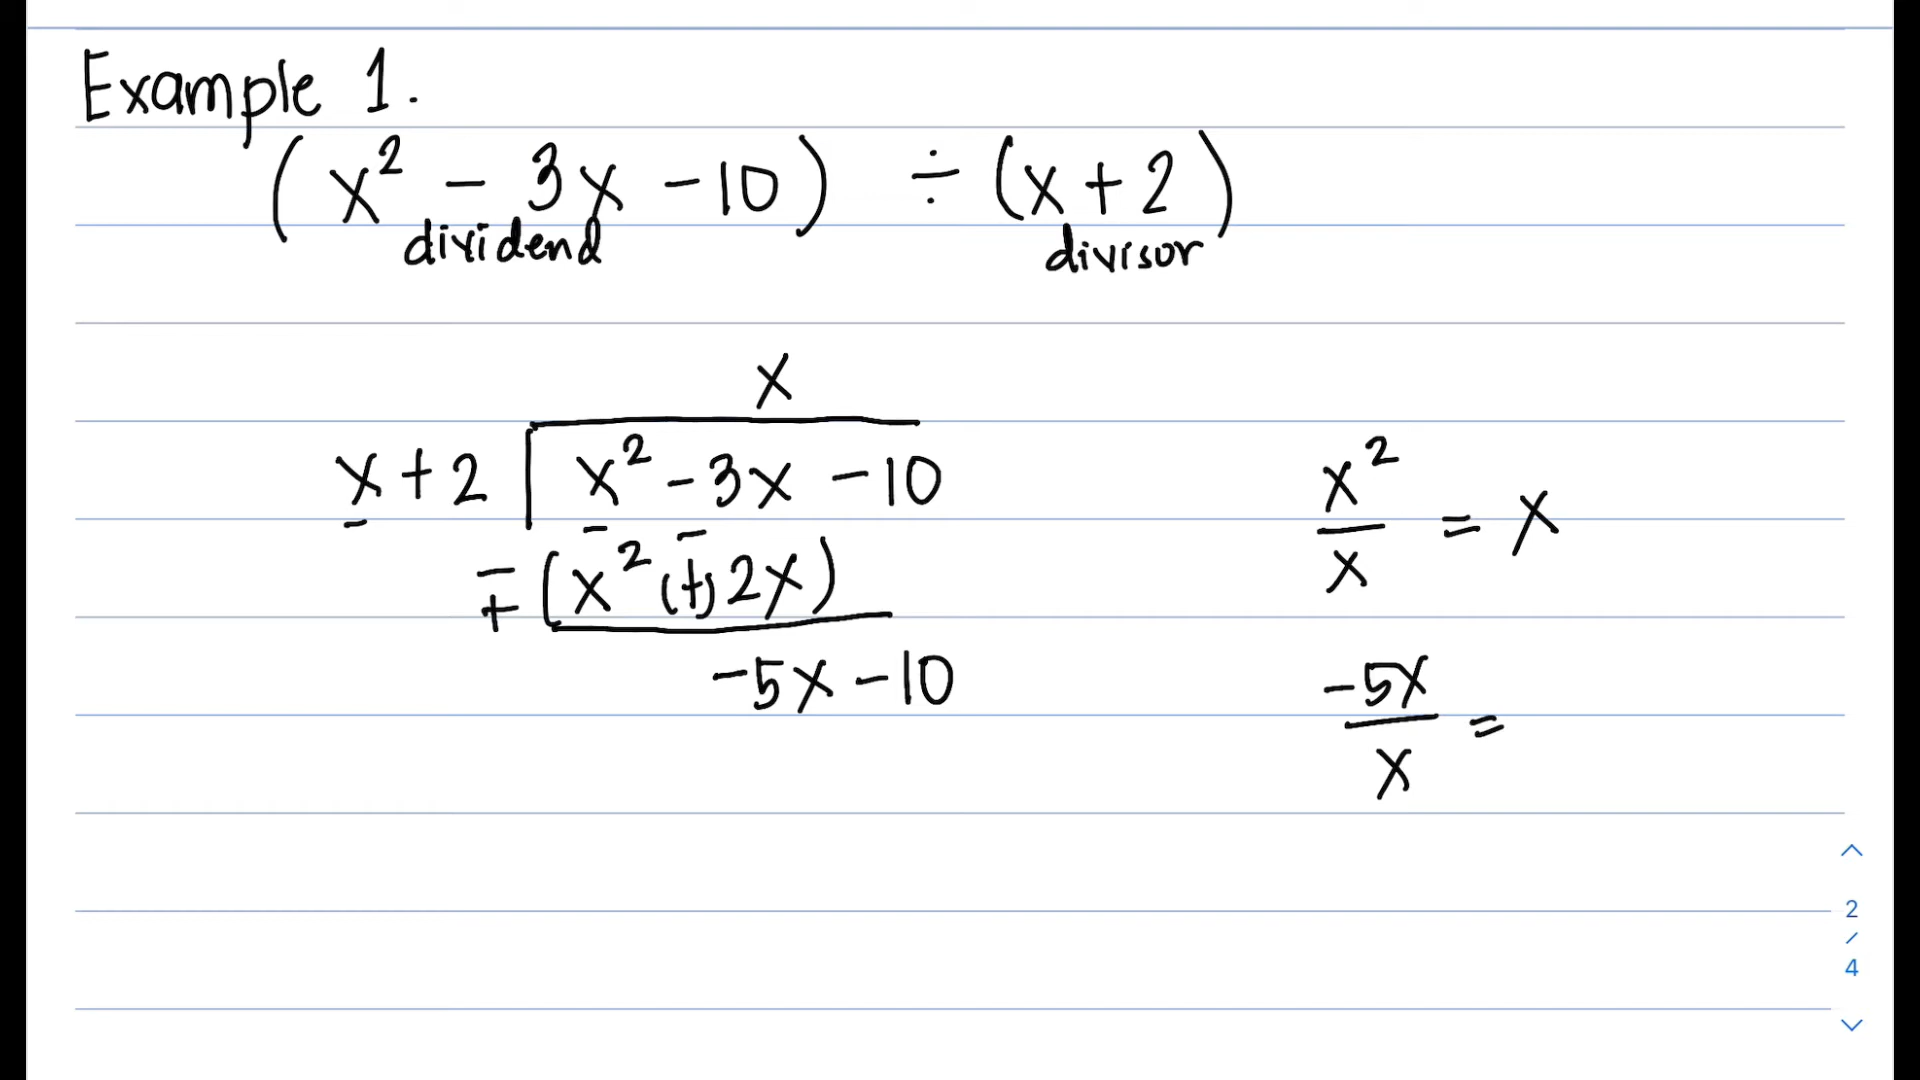 Example 1.
(x² - 3x - 10) ÷ (x + 2)
dividend divisor
x
x + 2 x² - 3x - 10
- - -
x²/x = x
∓ (x² (+) 2x)
-5x - 10
-5x/x =
2
/
4